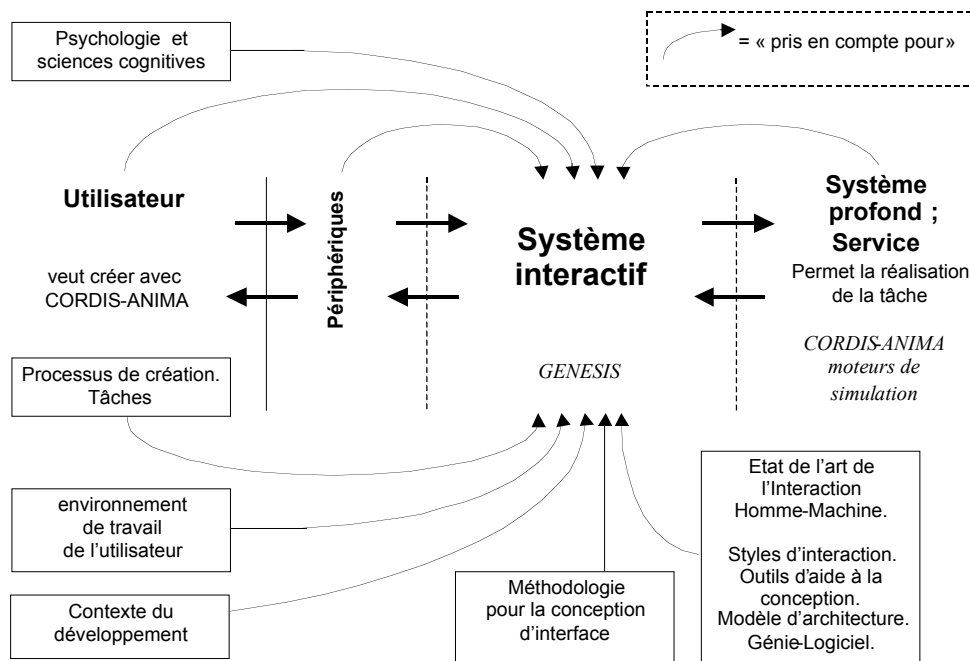 Psychologie et
sciences cognitives
= « pris en compte pour»
Utilisateur
veut créer avec
CORDIS-ANIMA
Périphériques
Système
interactif
GENESIS
Système
profond ;
Service
Permet la réalisation
de la tâche
CORDIS-ANIMA
moteurs de
simulation
Processus de création.
Tâches
environnement
de travail
de l'utilisateur
Contexte du
développement
Méthodologie
pour la conception
d'interface
Etat de l'art de
l'Interaction
Homme-Machine.
Styles d'interaction.
Outils d'aide à la
conception.
Modèle d'architecture.
Génie-Logiciel.